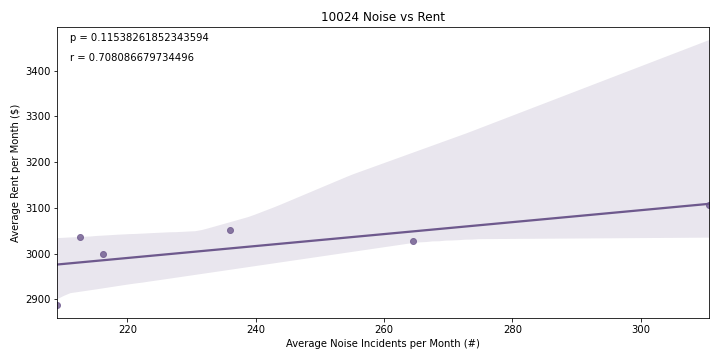 10024 Noise vs Rent
p = 0.11538261852343594
r = 0.708086679734496
3400
3300
3200
3100
3000
2900
Average Rent per Month ($)
220
240
260
280
300
Average Noise Incidents per Month (#)